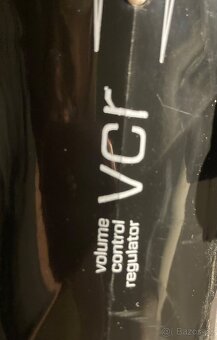 volume
control
regulator
vcr